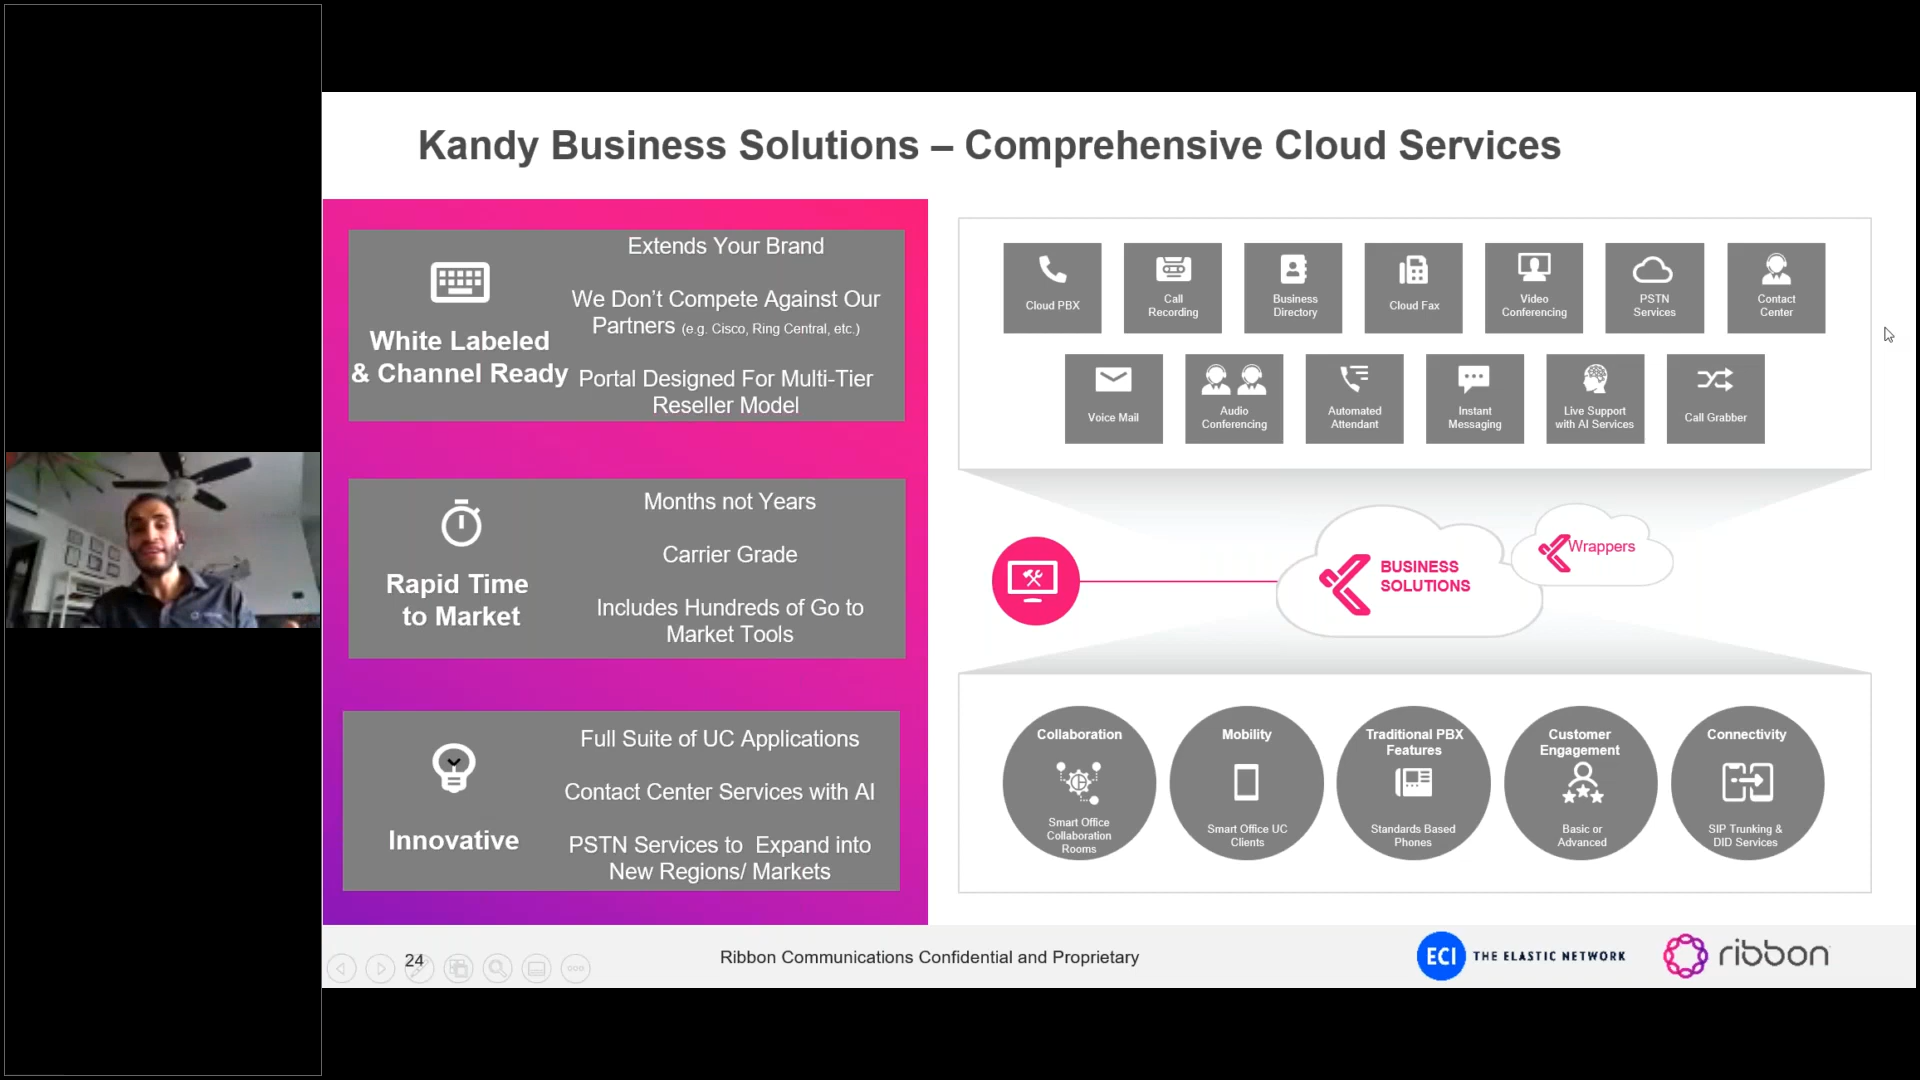 Kandy Business Solutions – Comprehensive Cloud Services
White Labeled
& Channel Ready
Extends Your Brand
We Don’t Compete Against Our
Partners (e.g. Cisco, Ring Central, etc.)
Portal Designed For Multi-Tier
Reseller Model
Rapid Time
to Market
Months not Years
Carrier Grade
Includes Hundreds of Go to
Market Tools
Innovative
Full Suite of UC Applications
Contact Center Services with AI
PSTN Services to Expand into
New Regions/ Markets
Cloud PBX
Call
Recording
Business
Directory
Cloud Fax
Video
Conferencing
PSTN
Services
Contact
Center
Voice Mail
Audio
Conferencing
Automated
Attendant
Instant
Messaging
Live Support
with AI Services
Call Grabber
BUSINESS
SOLUTIONS
Wrappers
Collaboration
Smart Office
Collaboration
Rooms
Mobility
Smart Office UC
Clients
Traditional PBX
Features
Standards Based
Phones
Customer
Engagement
Basic or
Advanced
Connectivity
SIP Trunking &
DID Services
24
Ribbon Communications Confidential and Proprietary
ECI THE ELASTIC NETWORK
ribbon